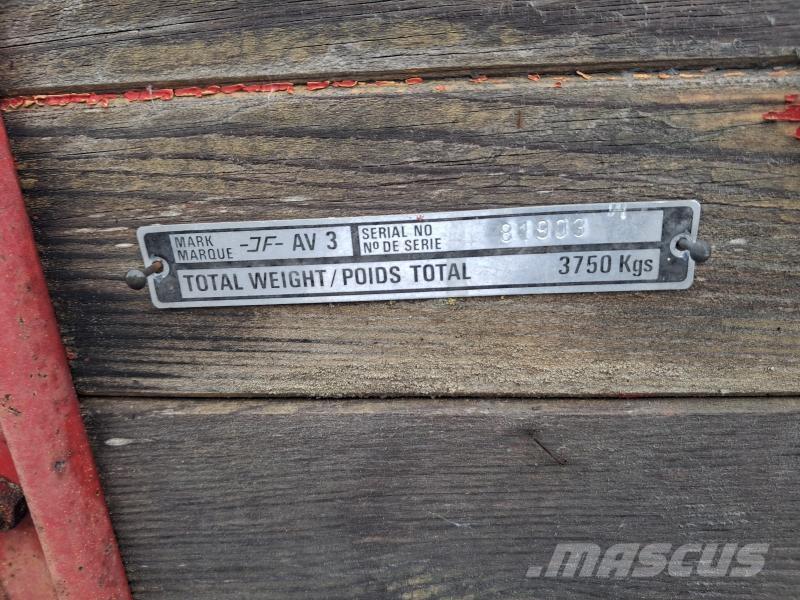 MARK
MARQUE
-JF- AV 3
SERIAL NO
Nº DE SERIE
81903
TOTAL WEIGHT/POIDS TOTAL 3750 Kgs
MASCUS